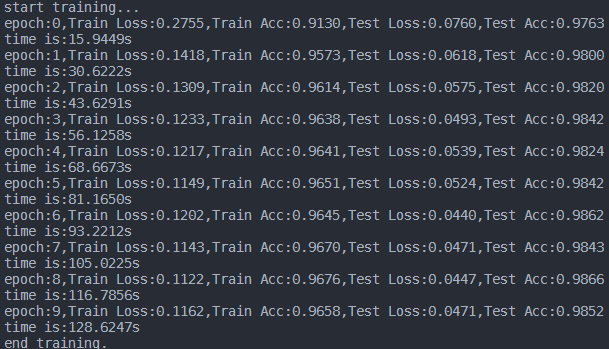 start training...
epoch:0,Train Loss:0.2755,Train Acc:0.9130,Test Loss:0.0760,Test Acc:0.9763
time is:15.9449s
epoch:1,Train Loss:0.1418,Train Acc:0.9573,Test Loss:0.0618,Test Acc:0.9800
time is:30.6222s
epoch:2,Train Loss:0.1309,Train Acc:0.9614,Test Loss:0.0575,Test Acc:0.9820
time is:43.6291s
epoch:3,Train Loss:0.1233,Train Acc:0.9638,Test Loss:0.0493,Test Acc:0.9842
time is:56.1258s
epoch:4,Train Loss:0.1217,Train Acc:0.9641,Test Loss:0.0539,Test Acc:0.9824
time is:68.6673s
epoch:5,Train Loss:0.1149,Train Acc:0.9651,Test Loss:0.0524,Test Acc:0.9842
time is:81.1650s
epoch:6,Train Loss:0.1202,Train Acc:0.9645,Test Loss:0.0440,Test Acc:0.9862
time is:93.2212s
epoch:7,Train Loss:0.1143,Train Acc:0.9670,Test Loss:0.0471,Test Acc:0.9843
time is:105.0225s
epoch:8,Train Loss:0.1122,Train Acc:0.9676,Test Loss:0.0447,Test Acc:0.9866
time is:116.7856s
epoch:9,Train Loss:0.1162,Train Acc:0.9658,Test Loss:0.0471,Test Acc:0.9852
time is:128.6247s
end training.